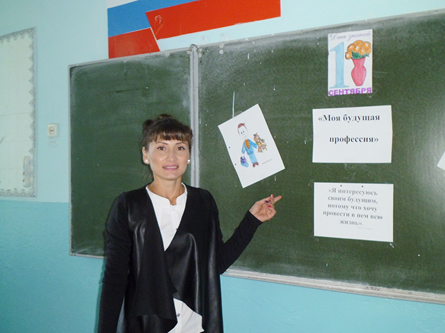 1
СЕНТЯБРЯ
«Моя будущая
профессия»
«Я интересуюсь
своим будущим,
потому что хочу
провести в нем всю
жизнь».